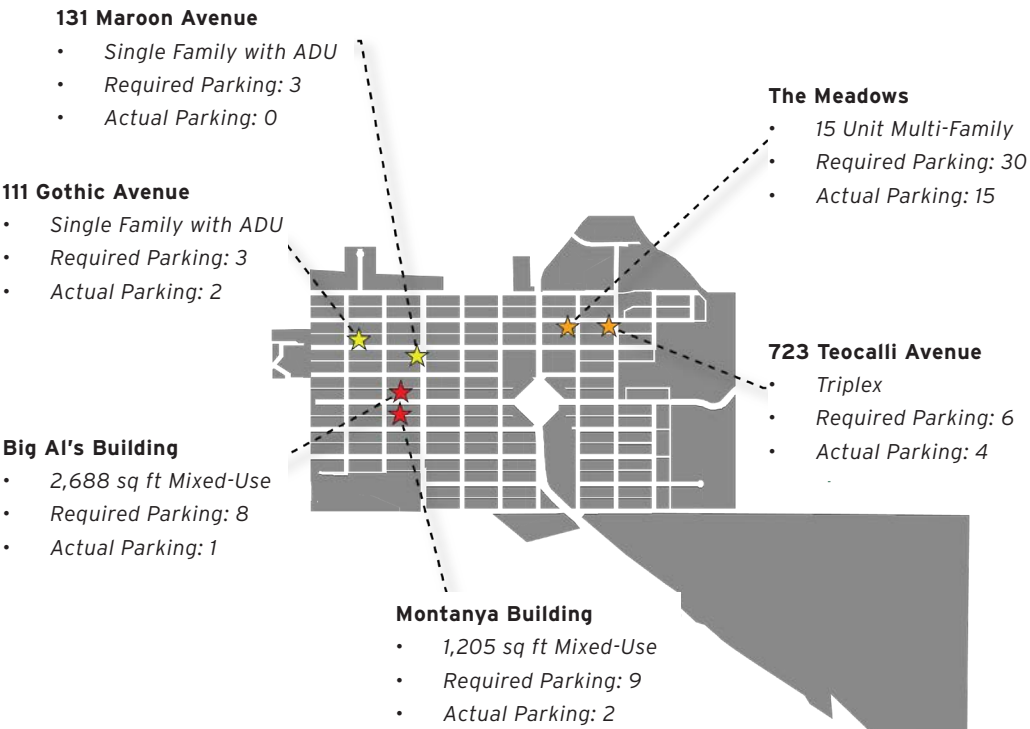 131 Maroon Avenue
• Single Family with ADU
• Required Parking: 3
• Actual Parking: 0
The Meadows
• 15 Unit Multi-Family
• Required Parking: 30
• Actual Parking: 15
111 Gothic Avenue
• Single Family with ADU
• Required Parking: 3
• Actual Parking: 2
723 Teocalli Avenue
• Triplex
• Required Parking: 6
• Actual Parking: 4
Big Al's Building
• 2,688 sq ft Mixed-Use
• Required Parking: 8
• Actual Parking: 1
Montanya Building
• 1,205 sq ft Mixed-Use
• Required Parking: 9
• Actual Parking: 2